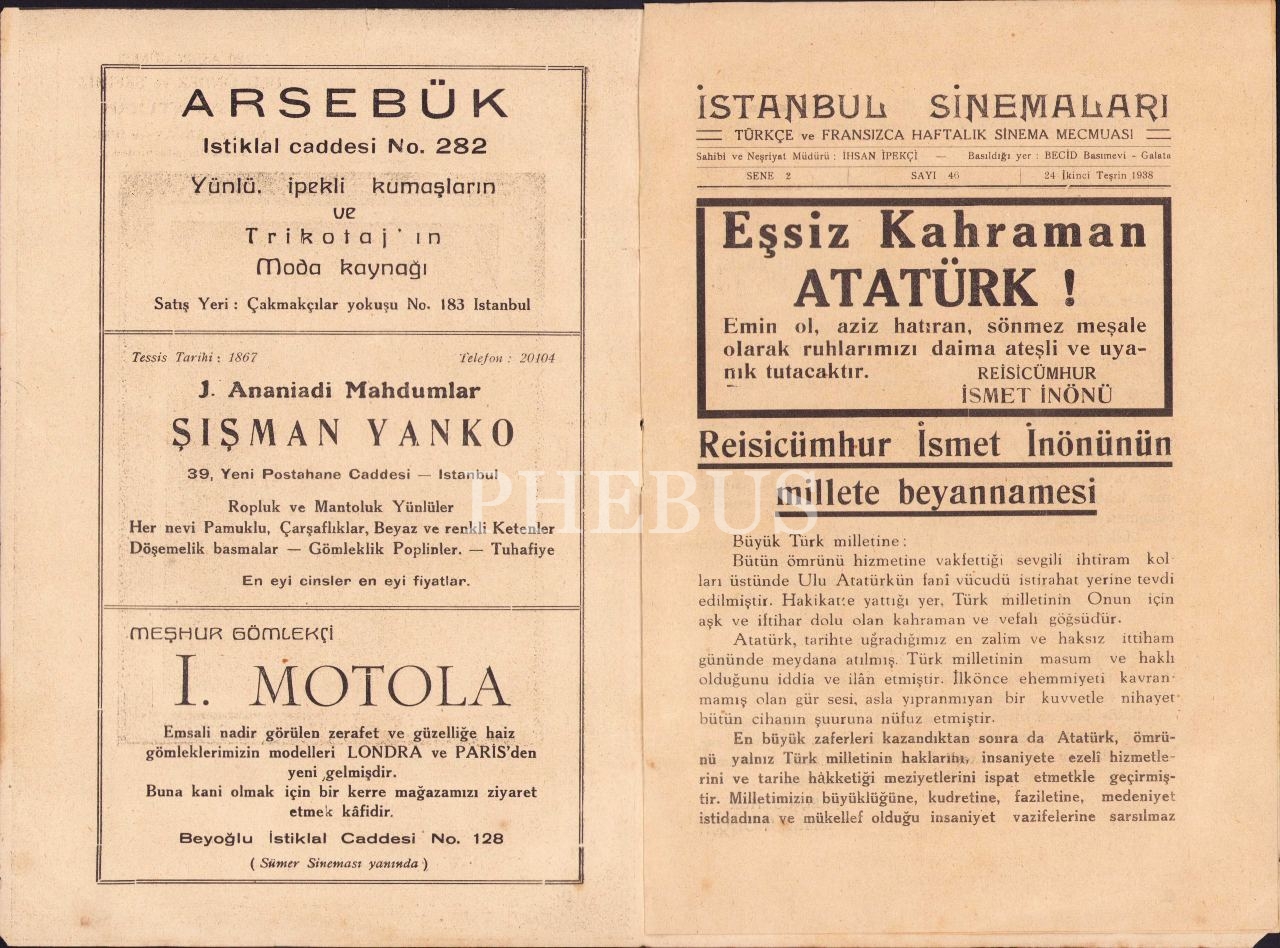 ARSEBÜK
Istiklal caddesi No. 282
Yünlü, ipekli kumaşların
ve
Trikotaj'ın
Moda kaynağı
Satış Yeri : Çakmakçılar yokuşu No. 183 Istanbul
Tessis Tarihi : 1867 Telefon : 20104
J. Ananiadi Mahdumlar
ŞIŞMAN YANKO
39, Yeni Postahane Caddesi — Istanbul
Ropluk ve Mantoluk Yünlüler
Her nevi Pamuklu, Çarşaflıklar, Beyaz ve renkli Ketenler
Döşemelik basmalar — Gömleklik Poplinler. — Tuhafiye
En eyi cinsler en eyi fiyatlar.
MEŞHUR GÖMLEKÇİ
I. MOTOLA
Emsali nadir görülen zerafet ve güzelliğe haiz
gömleklerimizin modelleri LONDRA ve PARİS'den
yeni gelmişdir.
Buna kani olmak için bir kerre mağazamızı ziyaret
etmek kâfidir.
Beyoğlu İstiklal Caddesi No. 128
( Sümer Sineması yanında )
İSTANBUL SİNEMALARI
TÜRKÇE ve FRANSIZCA HAFTALIK SİNEMA MECMUASI
Sahibi ve Neşriyat Müdürü : İHSAN İPEKÇİ — Basıldığı yer : BECİD Basımevi - Galata
SENE 2 SAYI 46 24 İkinci Teşrin 1938
Eşsiz Kahraman
ATATÜRK !
Emin ol, aziz hatıran, sönmez meşale
olarak ruhlarımızı daima ateşli ve uya-
nık tutacaktır. REİSİCÜMHUR
İSMET İNÖNÜ
Reisicümhur İsmet İnönünün
millete beyannamesi
Büyük Türk milletine :
Bütün ömrünü hizmetine vakfettiği sevgili ihtiram kol-
ları üstünde Ulu Atatürkün fanî vücudü istirahat yerine tevdi
edilmiştir. Hakikatte yattığı yer, Türk milletinin Onun için
aşk ve iftihar dolu olan kahraman ve vefalı göğsüdür.
Atatürk, tarihte uğradığımız en zalim ve haksız ittiham
gününde meydana atılmış. Türk milletinin masum ve haklı
olduğunu iddia ve ilân etmiştir. İlkönce ehemmiyeti kavran-
mamış olan gür sesi, asla yıpranmıyan bir kuvvetle nihayet
bütün cihanın şuuruna nüfuz etmiştir.
En büyük zaferleri kazandıktan sonra da Atatürk, ömrü-
nü yalnız Türk milletinin haklarını, insaniyete ezelî hizmetle-
rini ve tarihe hâkkettiği meziyetlerini ispat etmetkle geçirmiş-
tir. Milletimizin büyüklüğüne, kudretine, faziletine, medeniyet
istidadına ve mükellef olduğu insaniyet vazifelerine sarsılmaz
PHEBUS